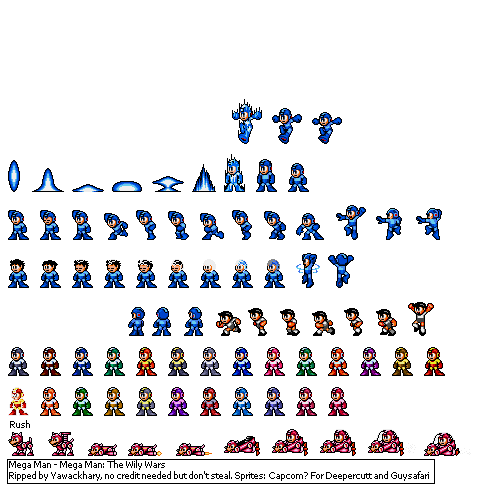 Rush
Mega Man - Mega Man: The Wily Wars
Ripped by Yawackhary, no credit needed but don't steal. Sprites: Capcom? For Deepercutt and Guysafari